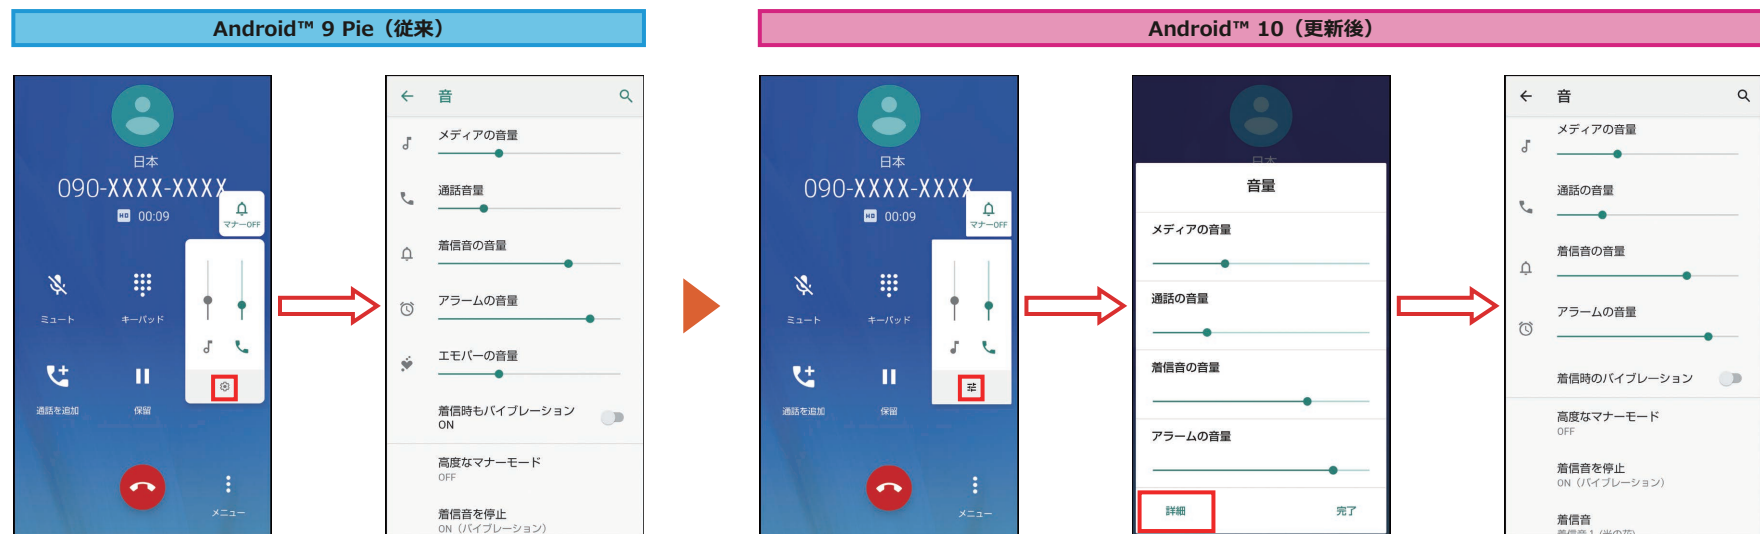 Android™ 9 Pie（従来）
Android™ 10（更新後）
日本
090-XXXX-XXXX
HD 00:09
マナーOFF
ミュート
キーパッド
通話を追加
保留
メニュー
音
メディアの音量
通話音量
着信音の音量
アラームの音量
エモパーの音量
着信時もバイブレーション
ON
高度なマナーモード
OFF
着信音を停止
ON（バイブレーション）
日本
090-XXXX-XXXX
HD 00:09
マナーOFF
ミュート
キーパッド
通話を追加
保留
メニュー
日本
音量
メディアの音量
通話の音量
着信音の音量
アラームの音量
詳細
完了
音
メディアの音量
通話の音量
着信音の音量
アラームの音量
着信時のバイブレーション
高度なマナーモード
OFF
着信音を停止
ON（バイブレーション）
着信音